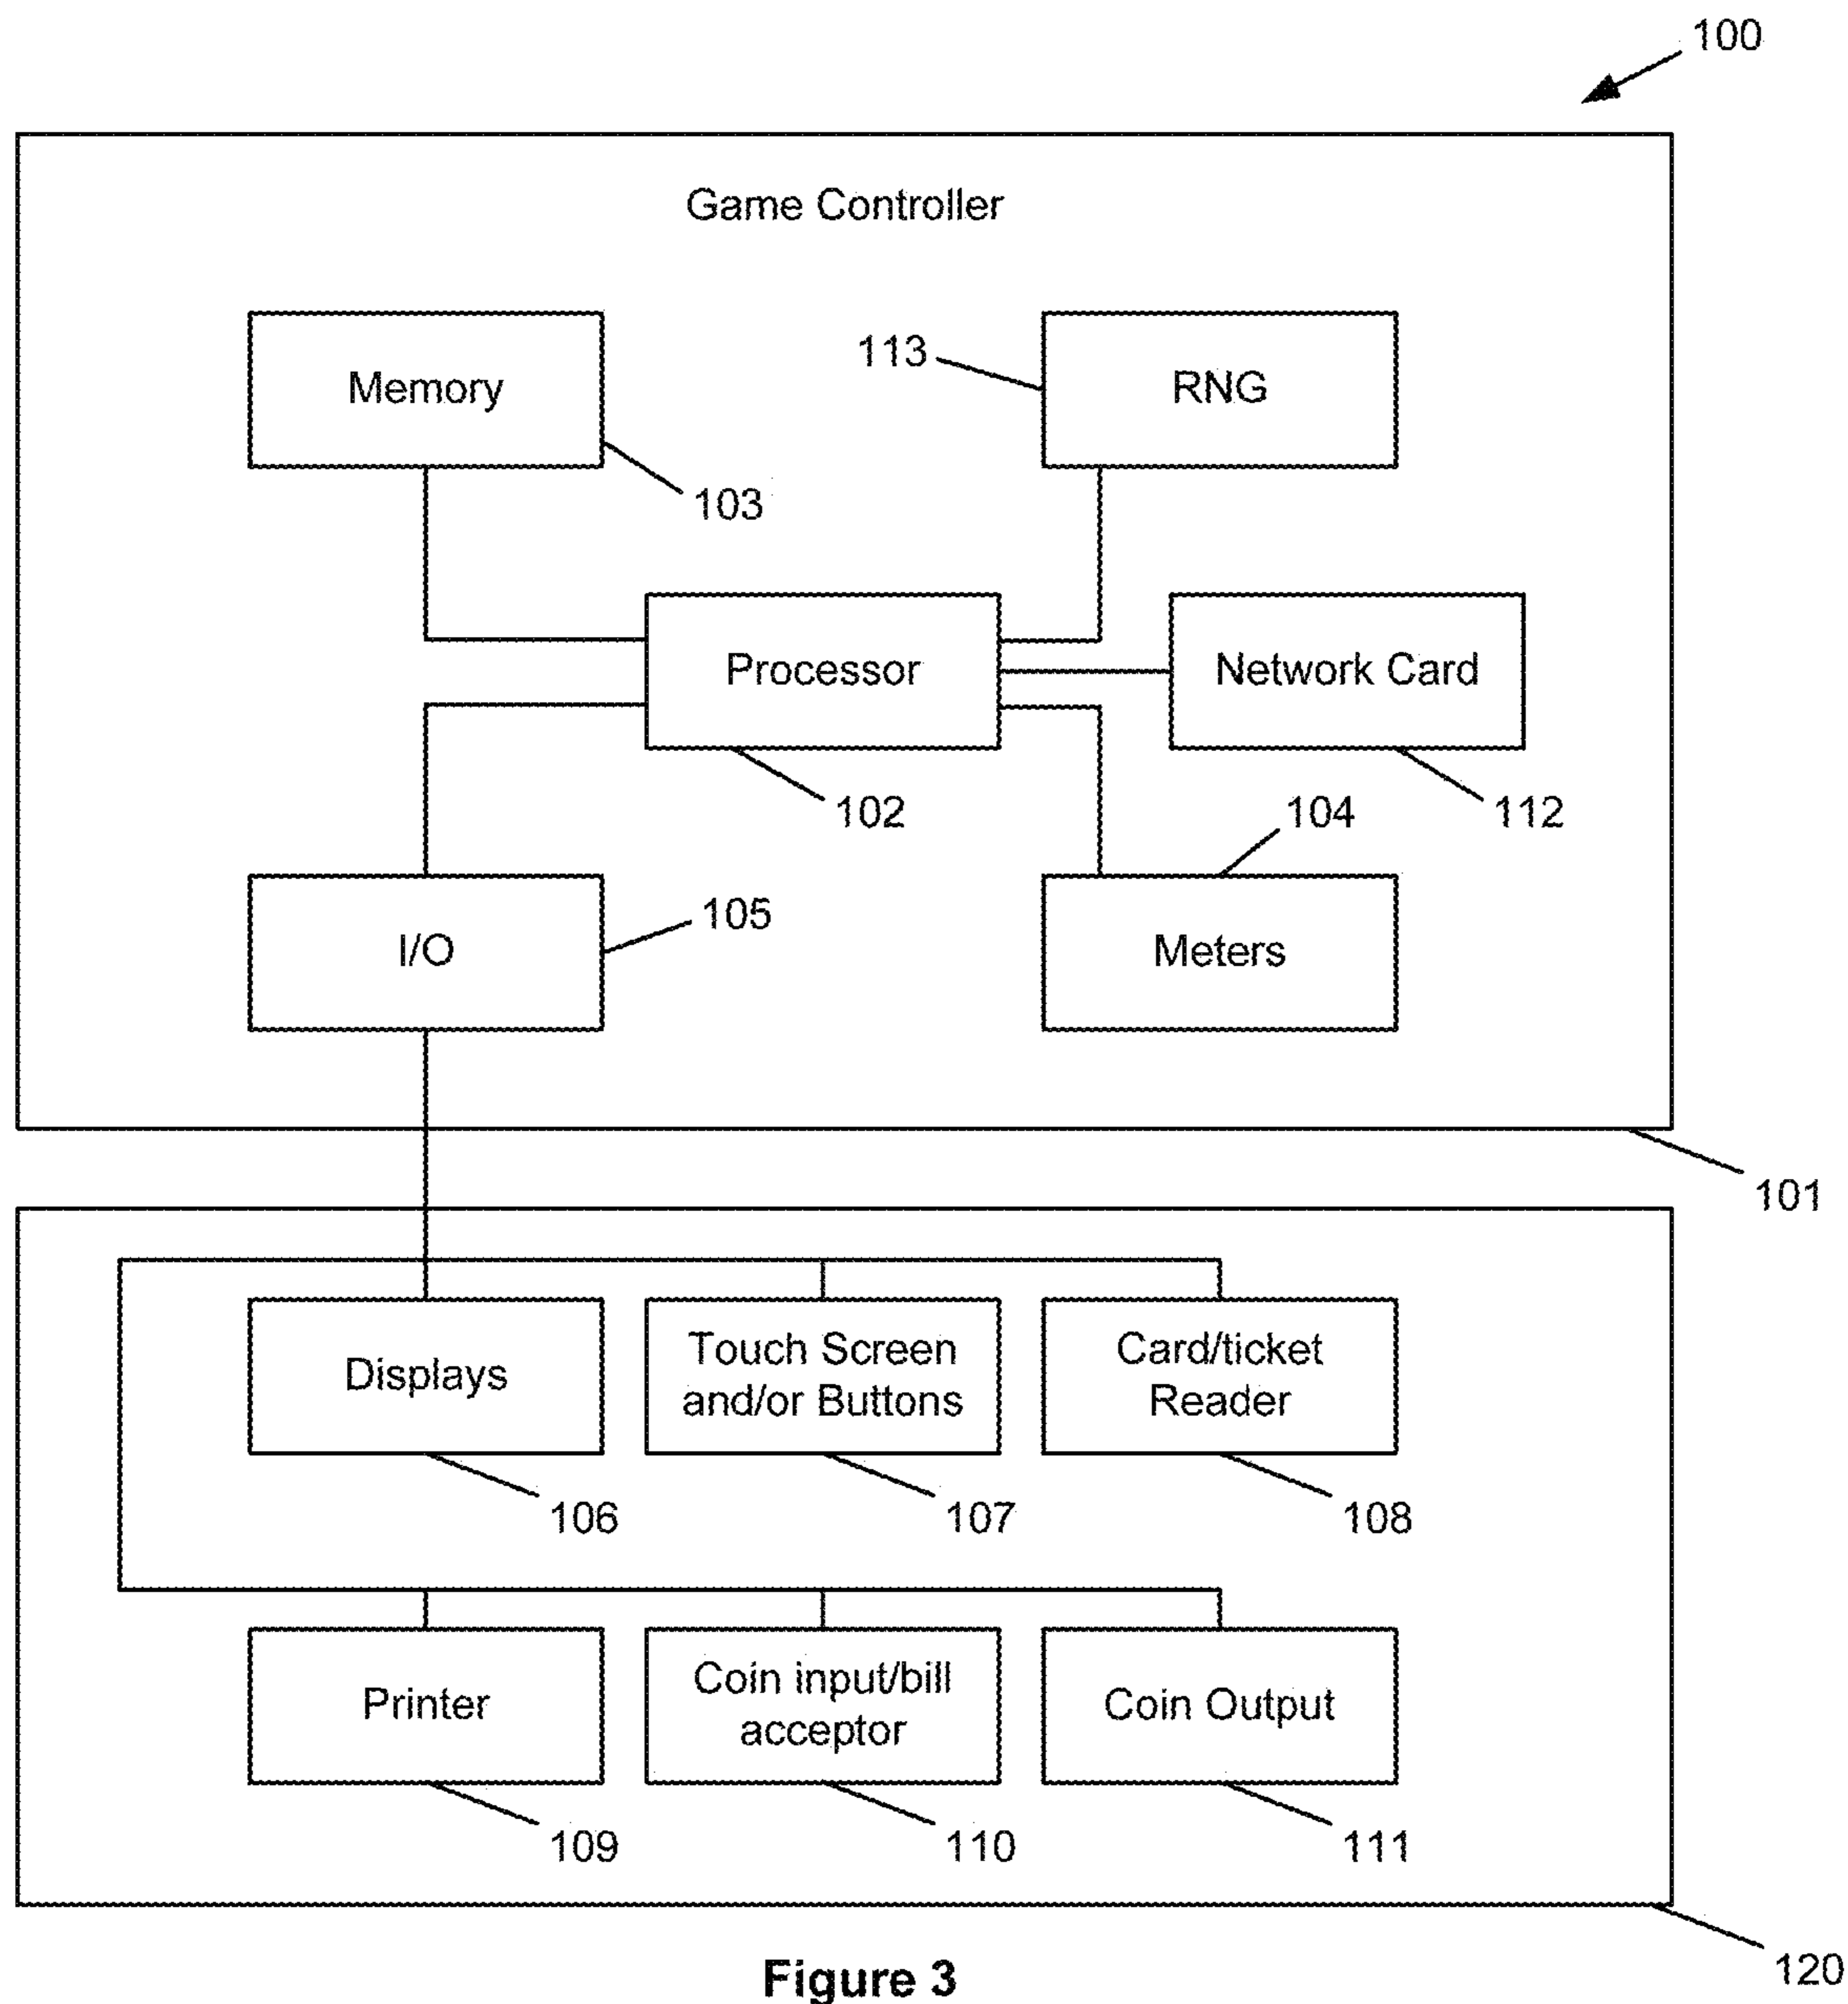 100
Game Controller
Memory
113
RNG
103
Processor
Network Card
102
104
112
I/O
105
Meters
101
Displays
Touch Screen
and/or Buttons
Card/ticket
Reader
106
107
108
Printer
Coin input/bill
acceptor
Coin Output
109
110
111
120
Figure 3